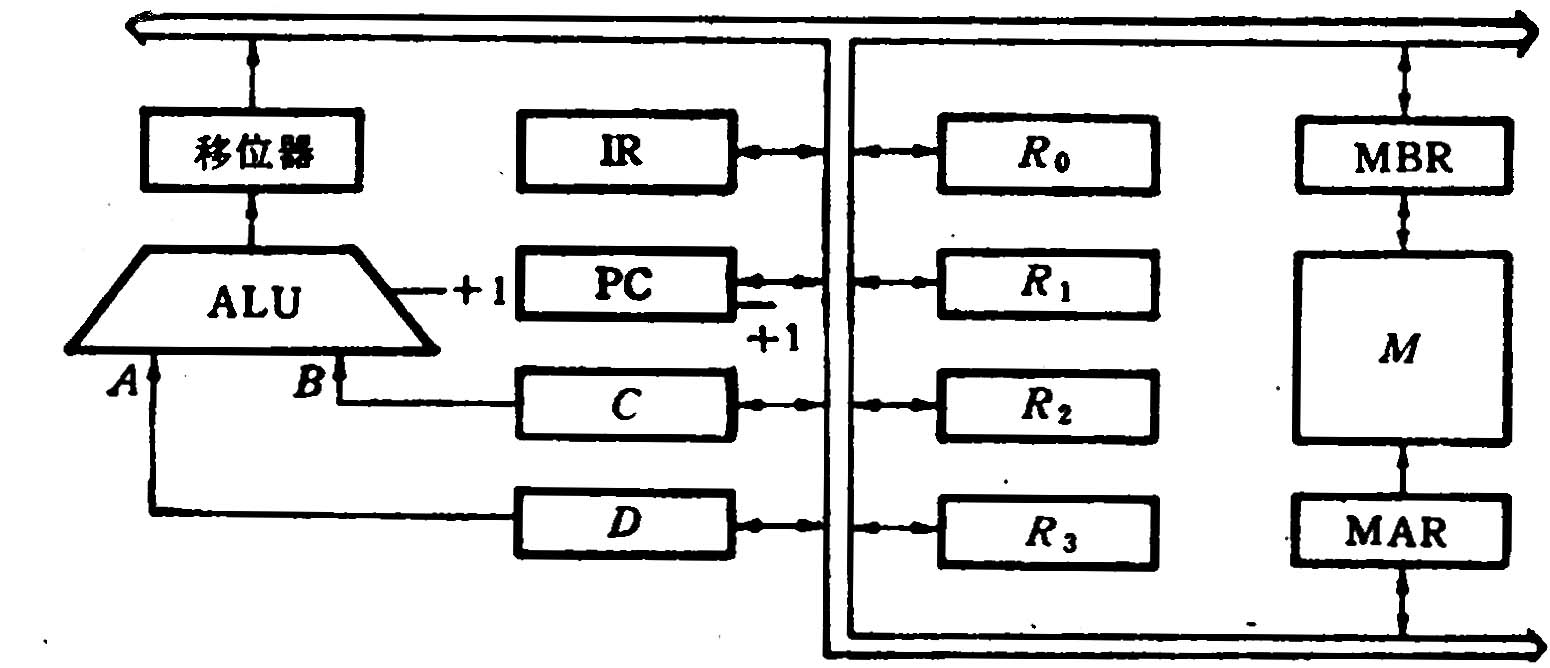 移位器
IR
R0
MBR
ALU
+1
PC
+1
R1
M
A
B
C
R2
D
R3
MAR